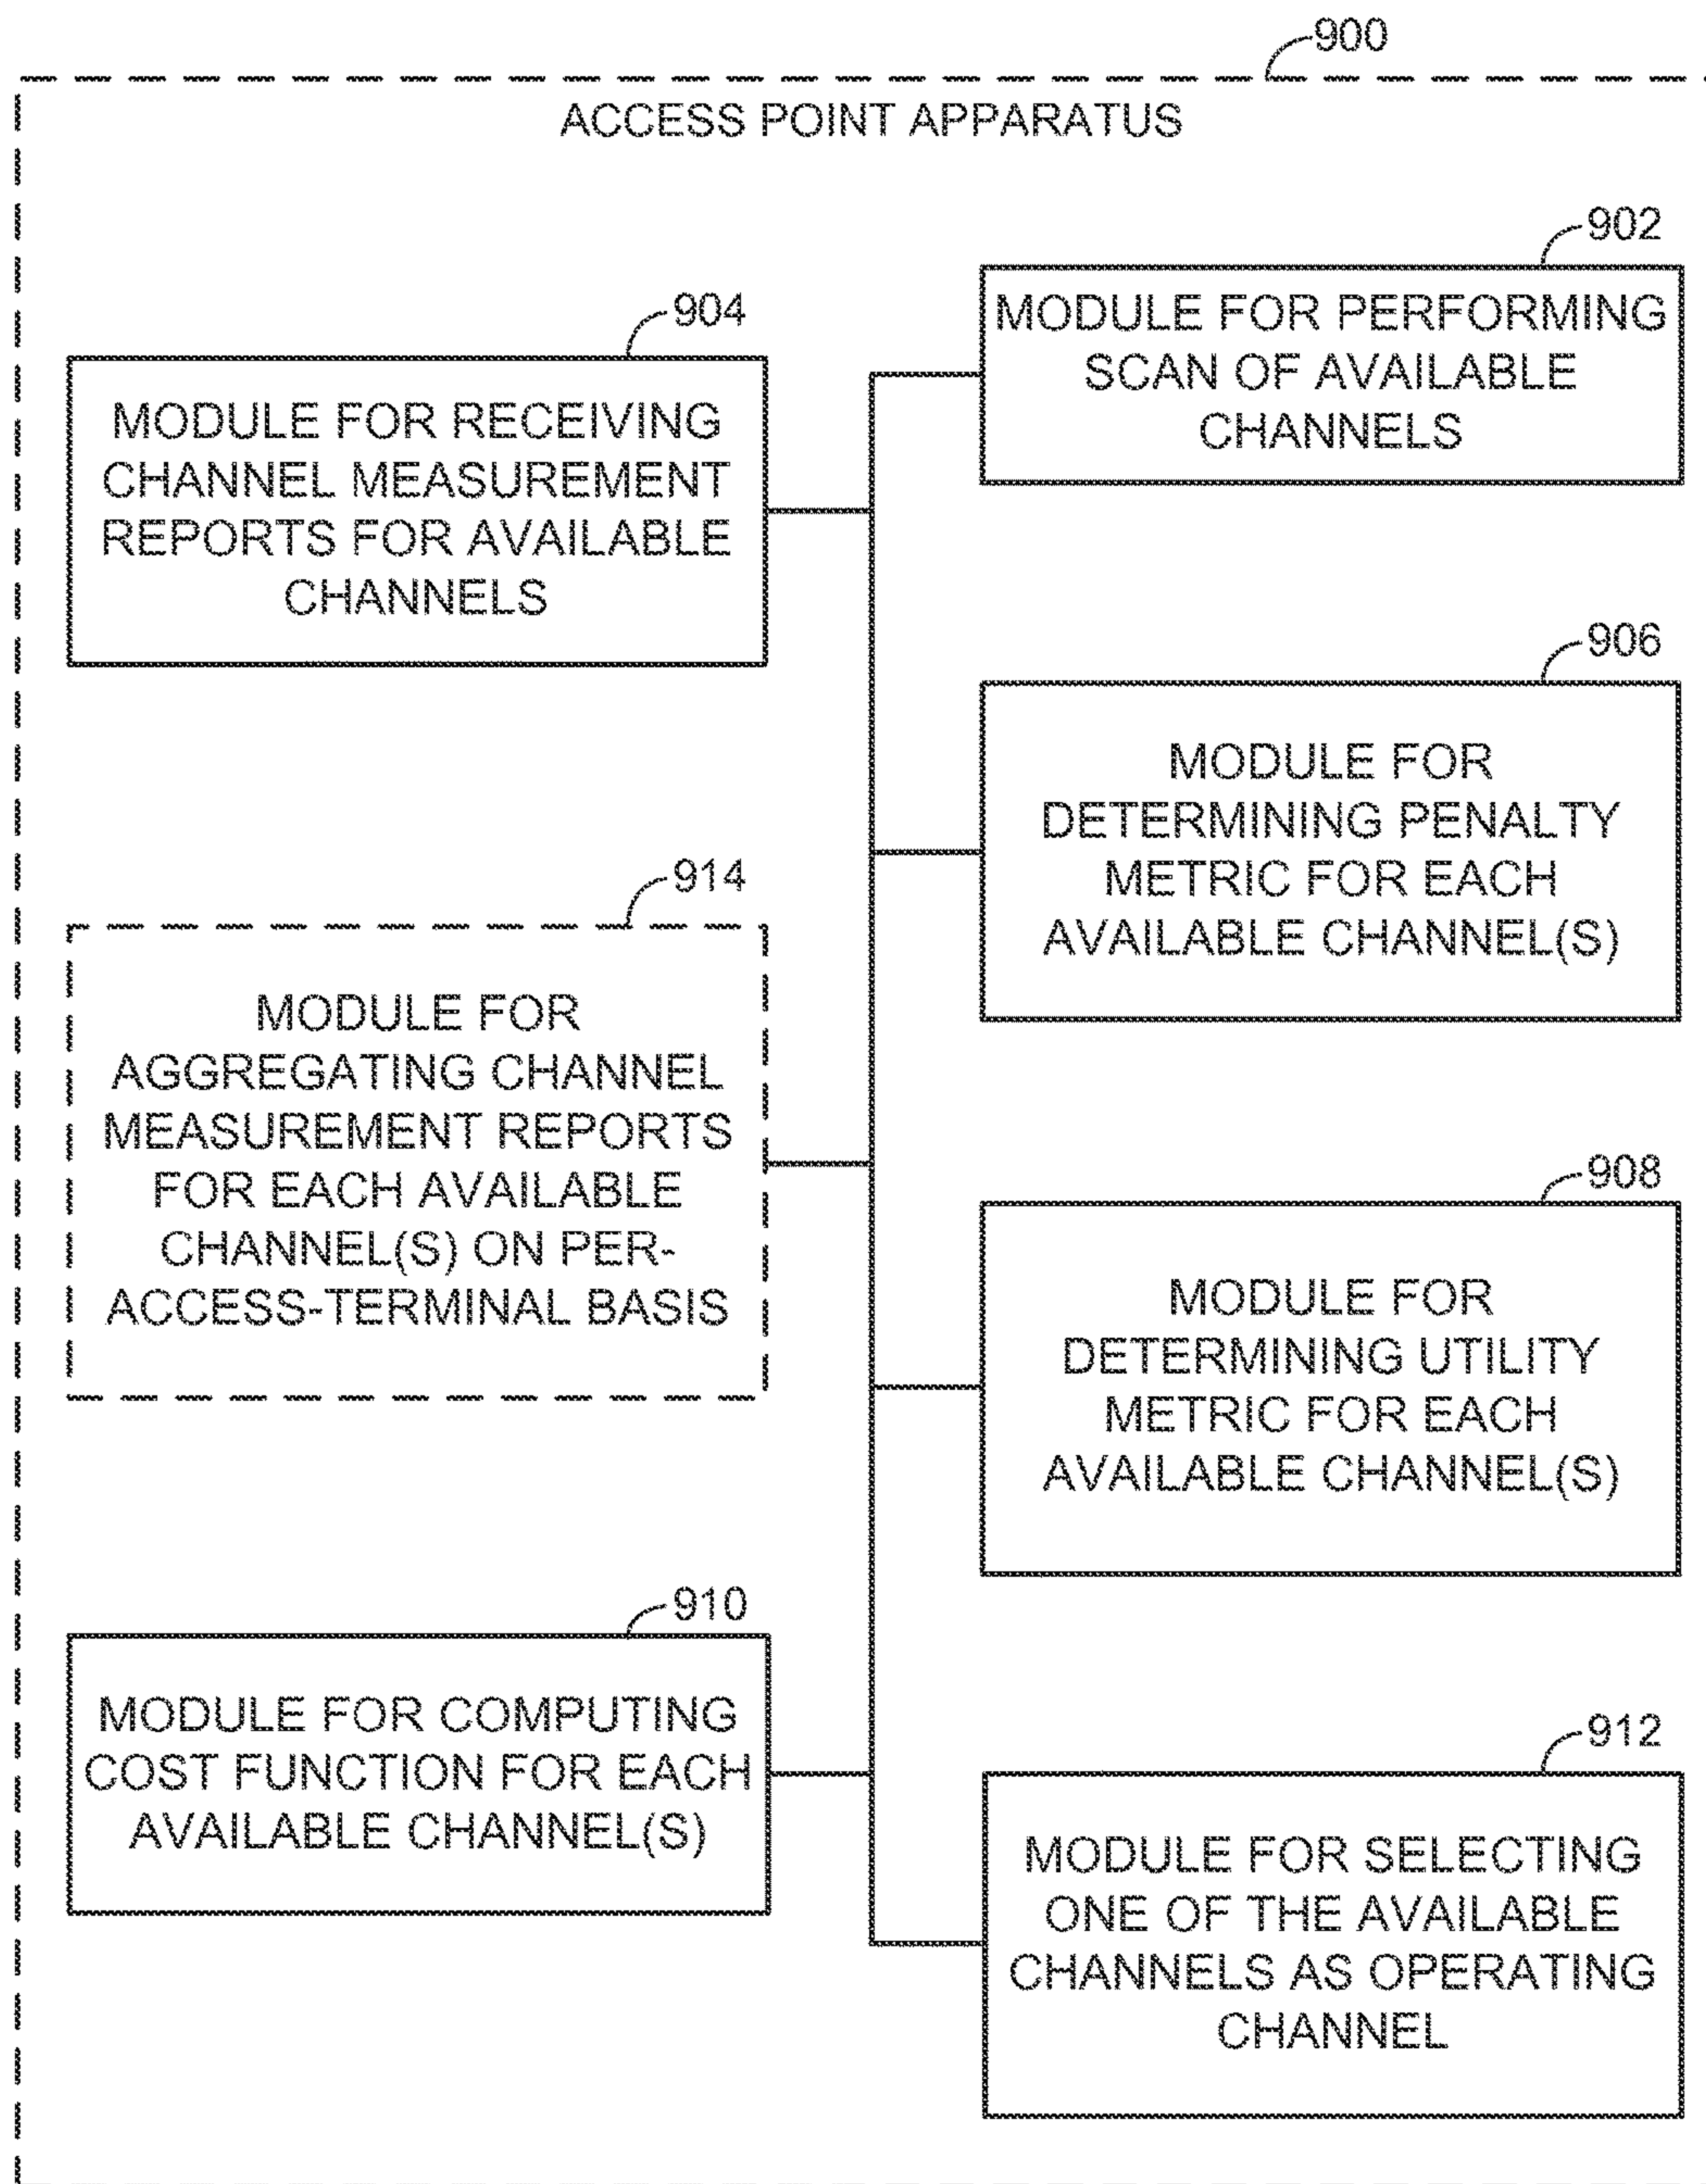 900
ACCESS POINT APPARATUS
902
MODULE FOR PERFORMING
SCAN OF AVAILABLE
CHANNELS
904
MODULE FOR RECEIVING
CHANNEL MEASUREMENT
REPORTS FOR AVAILABLE
CHANNELS
906
MODULE FOR
DETERMINING PENALTY
METRIC FOR EACH
AVAILABLE CHANNEL(S)
914
MODULE FOR
AGGREGATING CHANNEL
MEASUREMENT REPORTS
FOR EACH AVAILABLE
CHANNEL(S) ON PER-
ACCESS-TERMINAL BASIS
908
MODULE FOR
DETERMINING UTILITY
METRIC FOR EACH
AVAILABLE CHANNEL(S)
910
MODULE FOR COMPUTING
COST FUNCTION FOR EACH
AVAILABLE CHANNEL(S)
912
MODULE FOR SELECTING
ONE OF THE AVAILABLE
CHANNELS AS OPERATING
CHANNEL